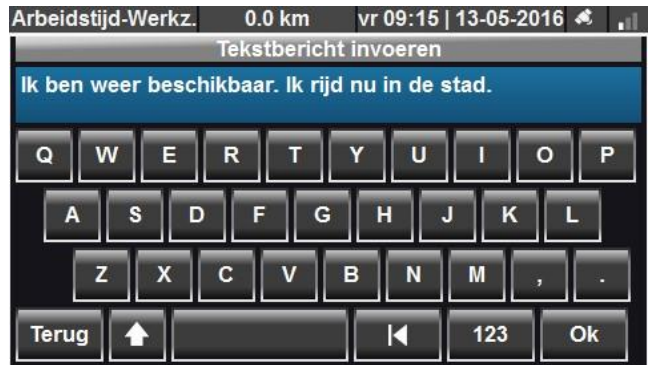 Arbeidstijd-Werkz. 0.0 km vr 09:15 | 13-05-2016
Tekstbericht invoeren
Ik ben weer beschikbaar. Ik rijd nu in de stad.
Q W E R T Y U I O P
A S D F G H J K L
Z X C V B N M , .
Terug 123 Ok